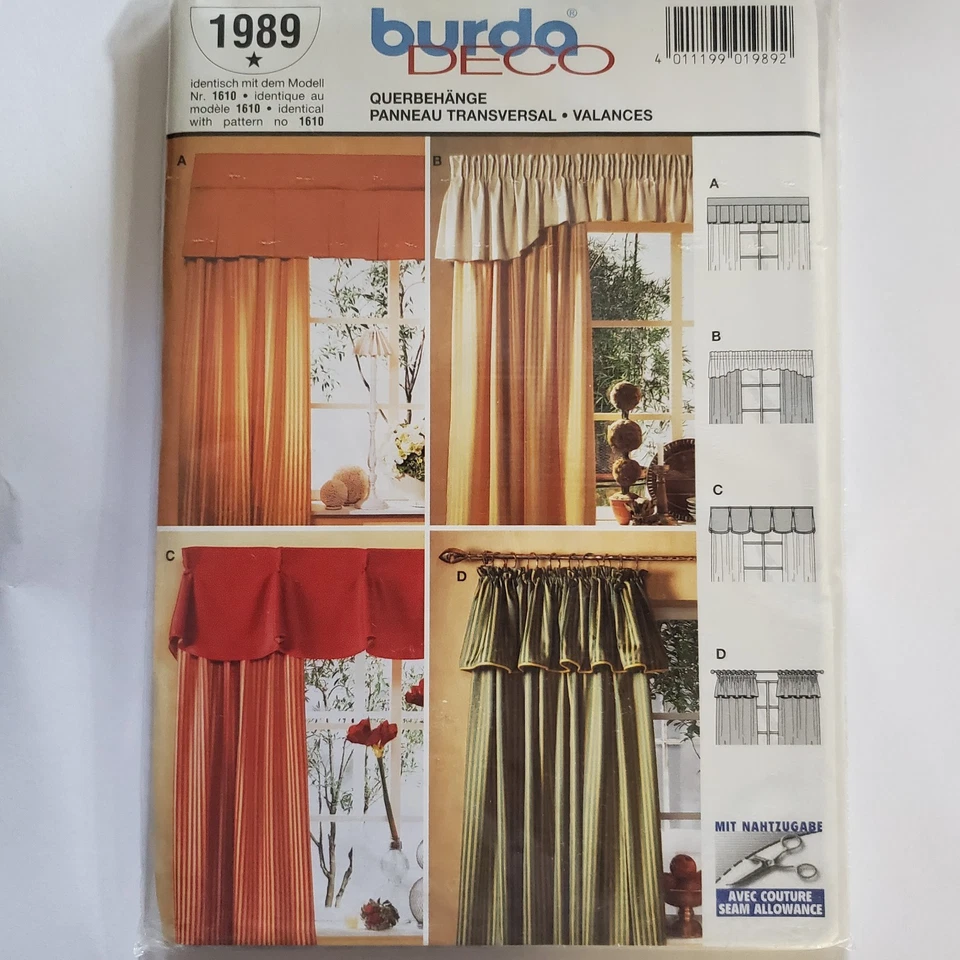 1989
★
identisch mit dem Modell
Nr. 1610 • identique au
modèle 1610 • identical
with pattern no 1610
burda®
DECO
4 011199 019892
QUERBEHÄNGE
PANNEAU TRANSVERSAL • VALANCES
A
B
C
D
A
B
C
D
MIT NAHTZUGABE
AVEC COUTURE
SEAM ALLOWANCE